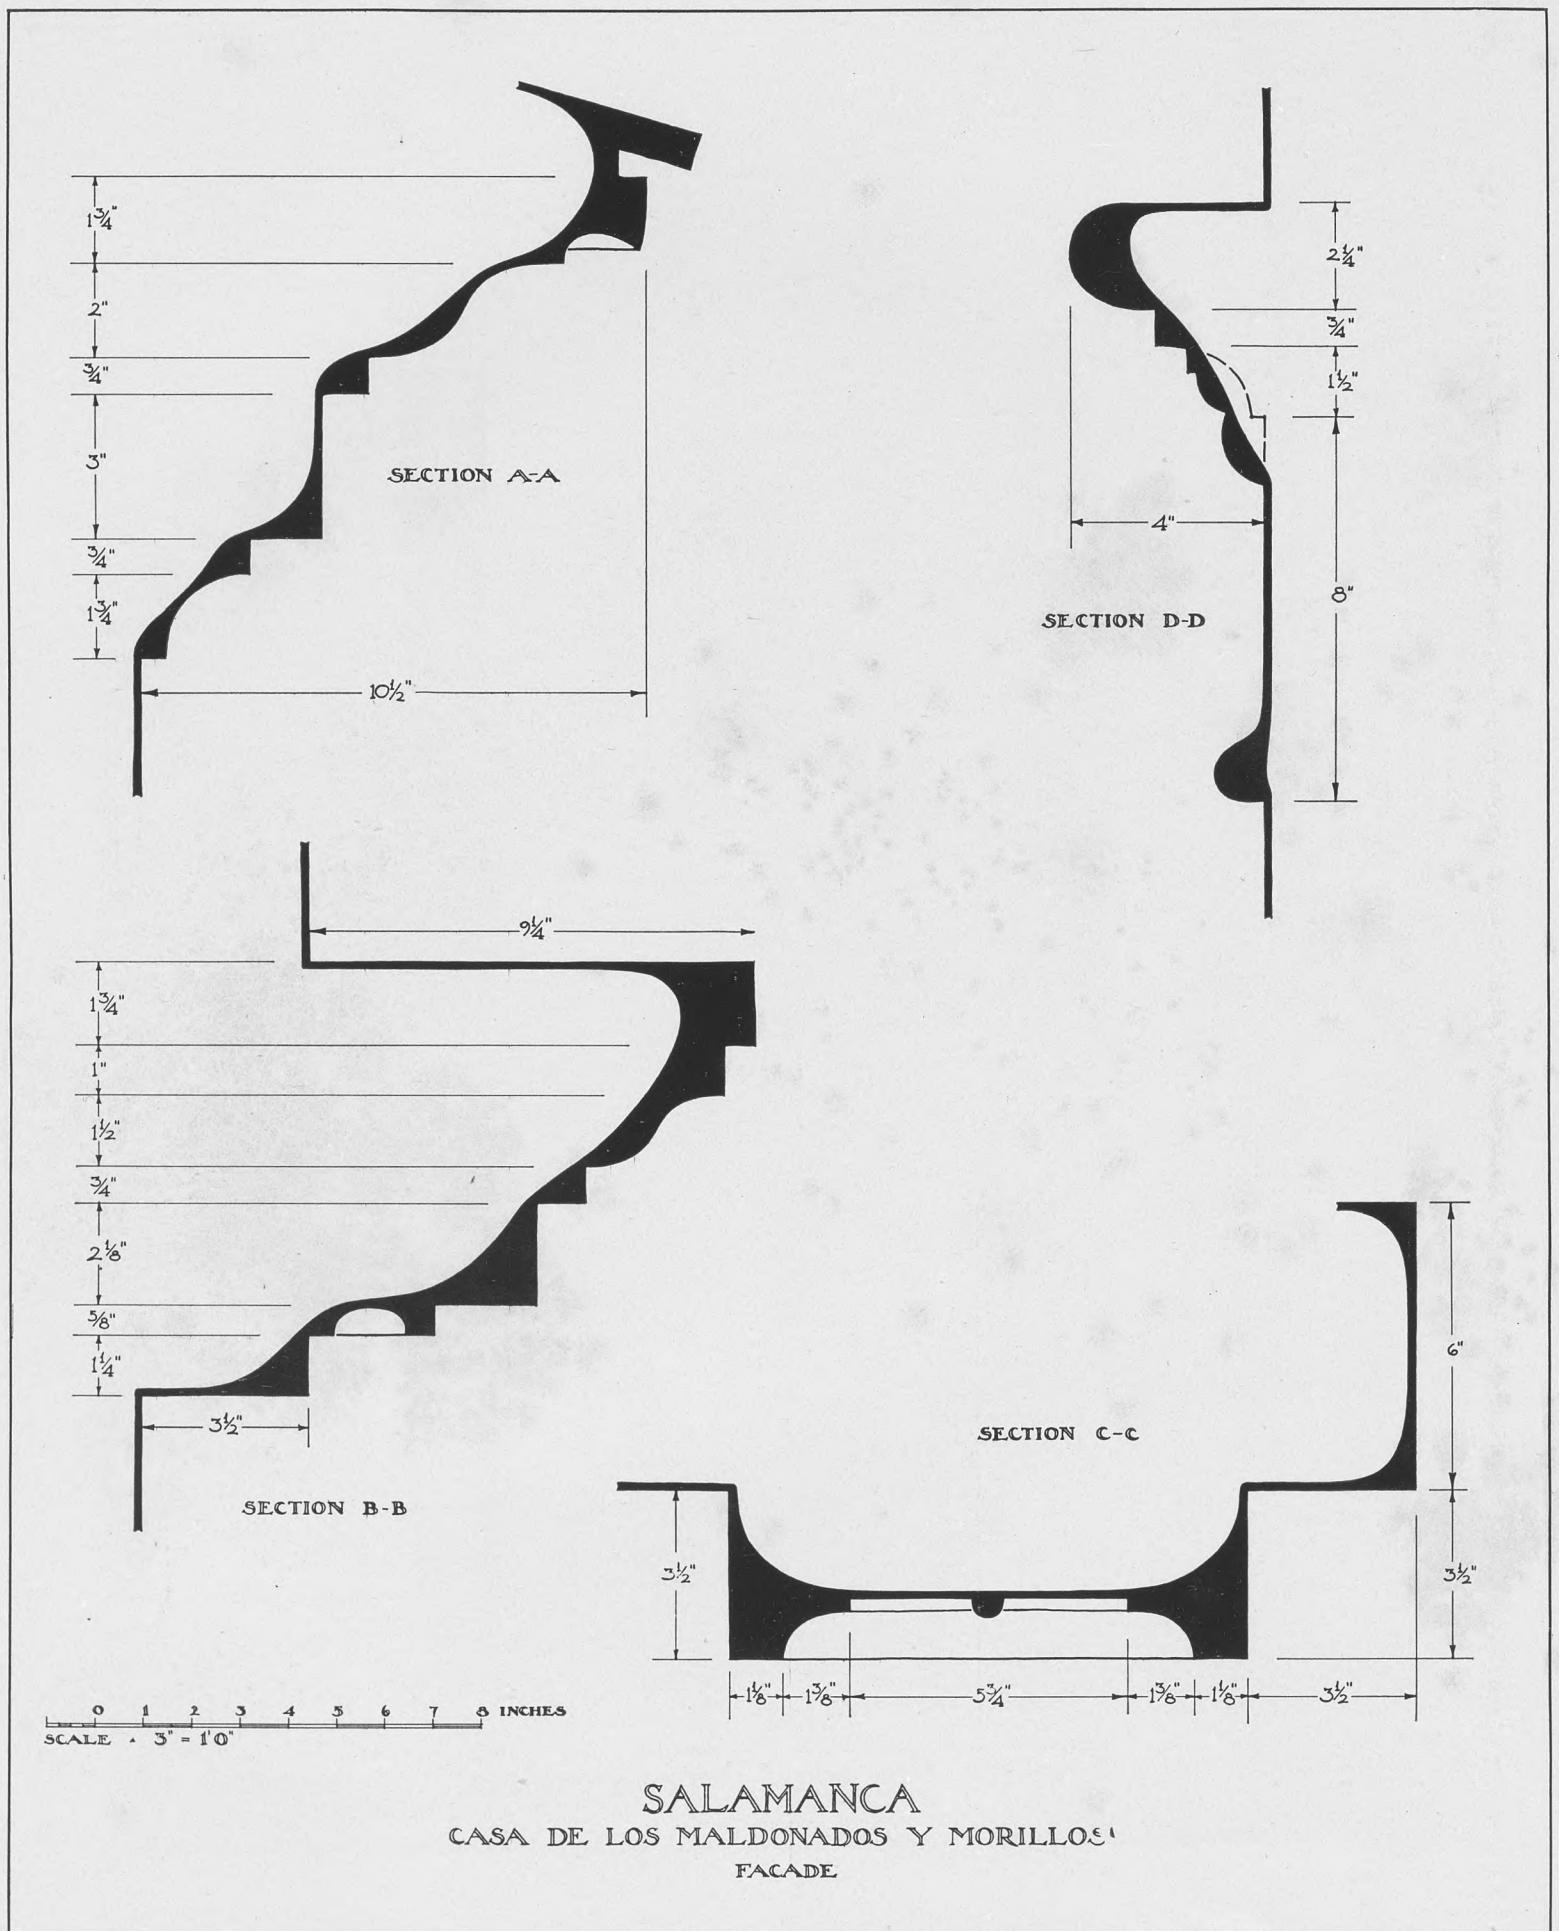 1¾"
2"
¾"
3"
¾"
1¾"
10½"
SECTION A-A
2¼"
¾"
1½"
4"
8"
SECTION D-D
9¼"
1¾"
1"
1½"
¾"
2⅛"
⅝"
1¼"
3½"
SECTION B-B
6"
SECTION C-C
3½"
3½"
1⅛" 1⅜" 5¾" 1⅜" 1⅛" 3½"
0 1 2 3 4 5 6 7 8 INCHES
SCALE · 3" = 1'0"
SALAMANCA
CASA DE LOS MALDONADOS Y MORILLOS
FACADE